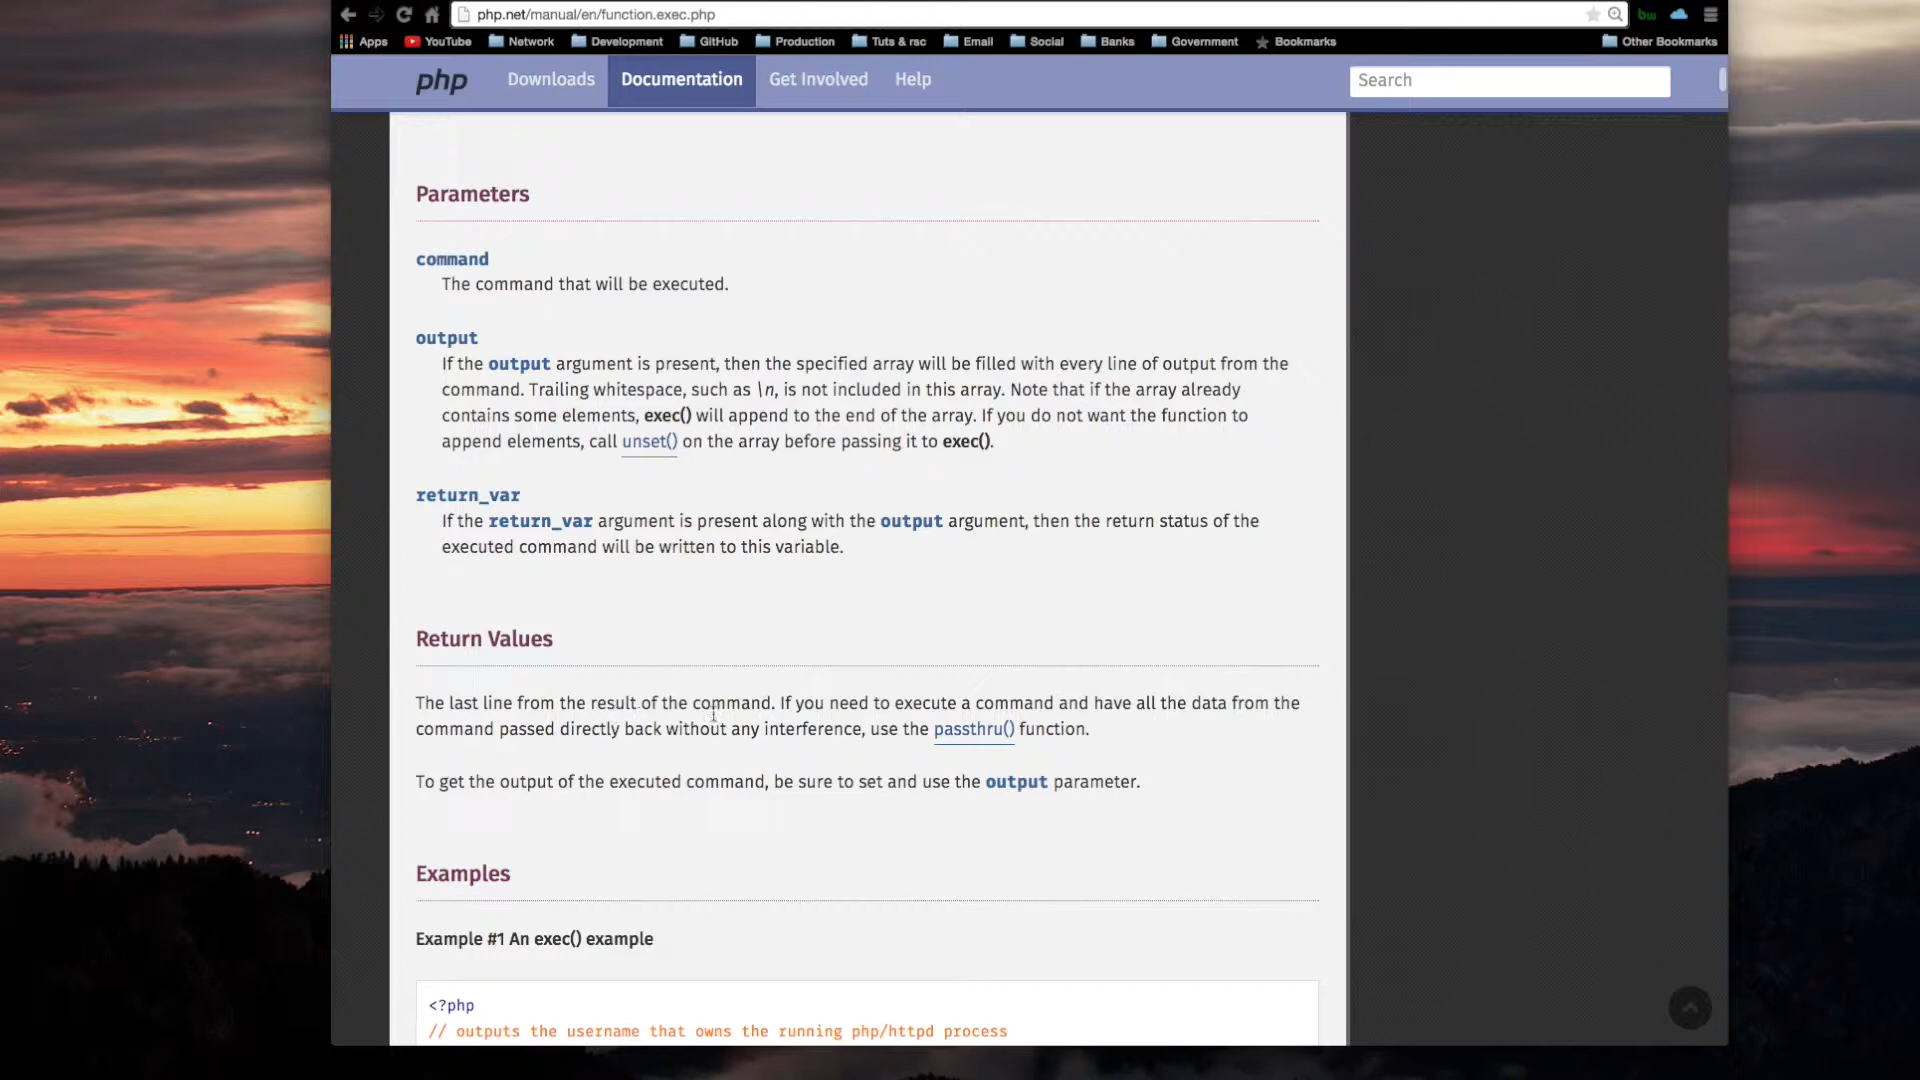 php.net/manual/en/function.exec.php
bw
Apps YouTube Network Development GitHub Production Tuts & rsc Email Social Banks Government Bookmarks Other Bookmarks
php Downloads Documentation Get Involved Help Search
Parameters
command
The command that will be executed.
output
If the output argument is present, then the specified array will be filled with every line of output from the
command. Trailing whitespace, such as \n, is not included in this array. Note that if the array already
contains some elements, exec() will append to the end of the array. If you do not want the function to
append elements, call unset() on the array before passing it to exec().
return_var
If the return_var argument is present along with the output argument, then the return status of the
executed command will be written to this variable.
Return Values
The last line from the result of the command. If you need to execute a command and have all the data from the
command passed directly back without any interference, use the passthru() function.
To get the output of the executed command, be sure to set and use the output parameter.
Examples
Example #1 An exec() example
<?php
// outputs the username that owns the running php/httpd process